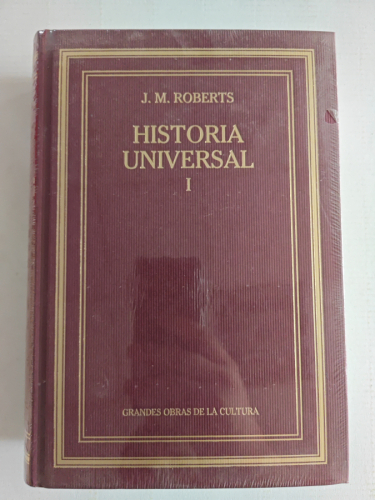 J. M. ROBERTS
HISTORIA
UNIVERSAL
I
GRANDES OBRAS DE LA CULTURA